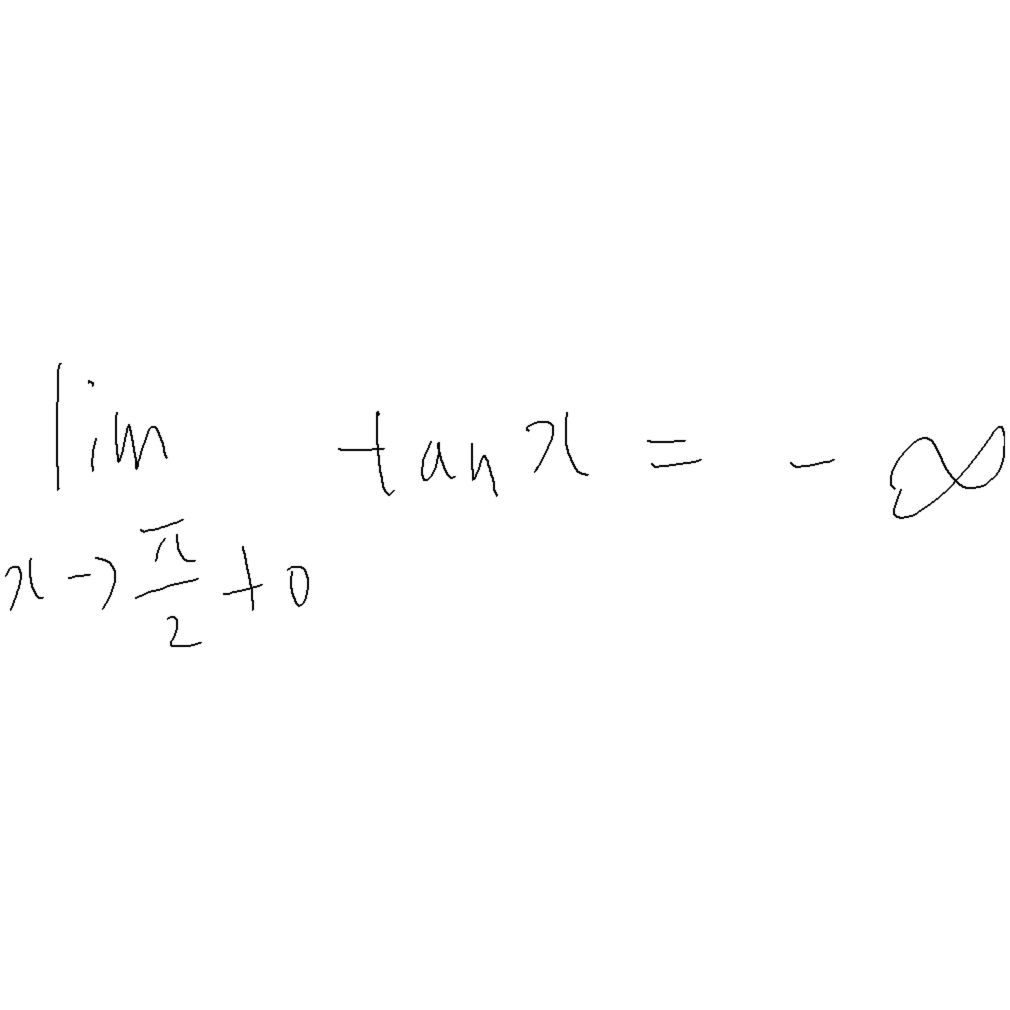 lim tan x = - ∞
x→π/2+0